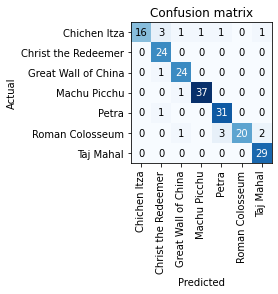 Confusion matrix
Actual
Chichen Itza 16 3 1 1 1 0 1
Christ the Redeemer 0 24 0 0 0 0 0
Great Wall of China 0 1 24 0 0 0 0
Machu Picchu 0 0 0 37 0 0 0
Petra 0 1 0 0 31 0 0
Roman Colosseum 0 0 1 0 3 20 2
Taj Mahal 0 0 0 0 0 0 29
Chichen Itza
Christ the Redeemer
Great Wall of China
Machu Picchu
Petra
Roman Colosseum
Taj Mahal
Predicted